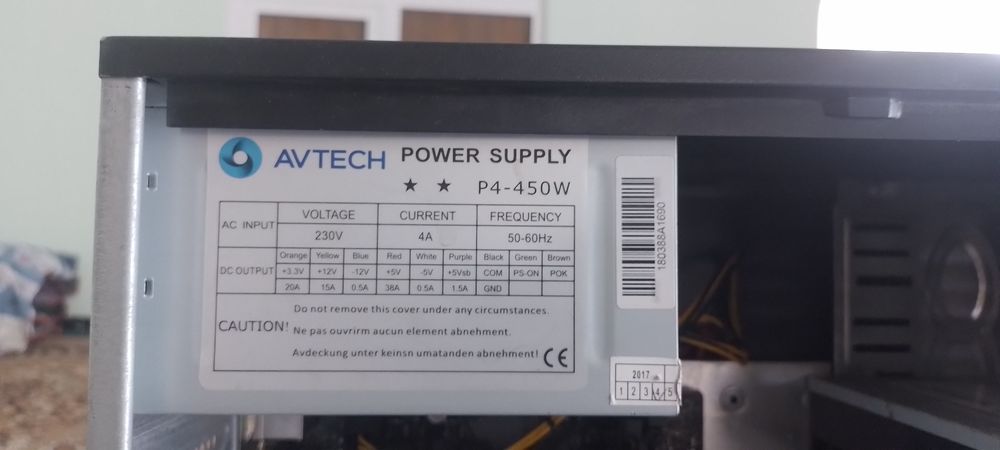 AVTECH POWER SUPPLY
★ ★ P4-450W
AC INPUT VOLTAGE CURRENT FREQUENCY
230V 4A 50-60Hz
DC OUTPUT Orange Yellow Blue Red White Purple Black Green Brown
+3.3V +12V -12V +5V -5V +5Vsb COM PS-ON POK
20A 15A 0.5A 38A 0.5A 1.5A GND
CAUTION! Do not remove this cover under any circumstances.
Ne pas ouvrirm aucun element abnehment.
Avdeckung unter keinsn umatanden abnehment! CE
180388A1690
2017
1 2 3 4 5